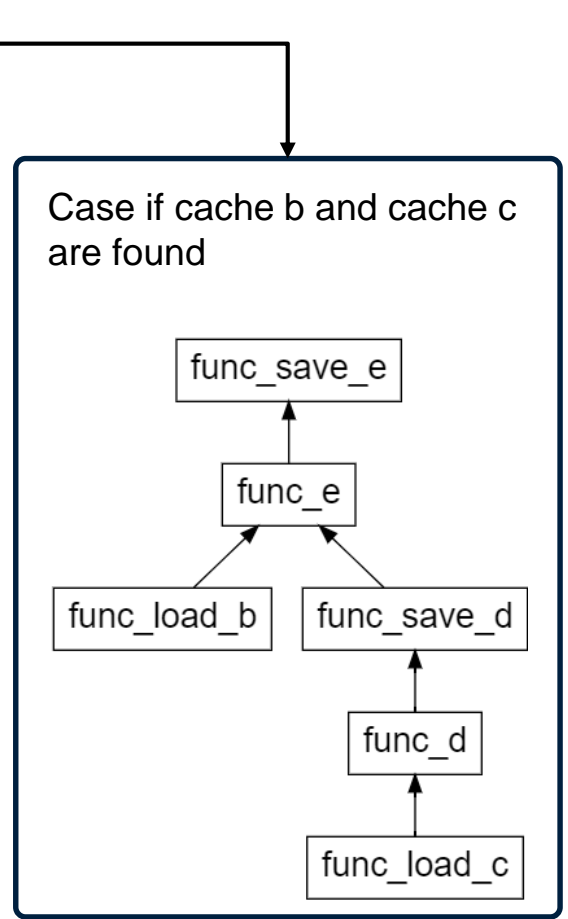 Case if cache b and cache c
are found
func_save_e
func_e
func_load_b
func_save_d
func_d
func_load_c